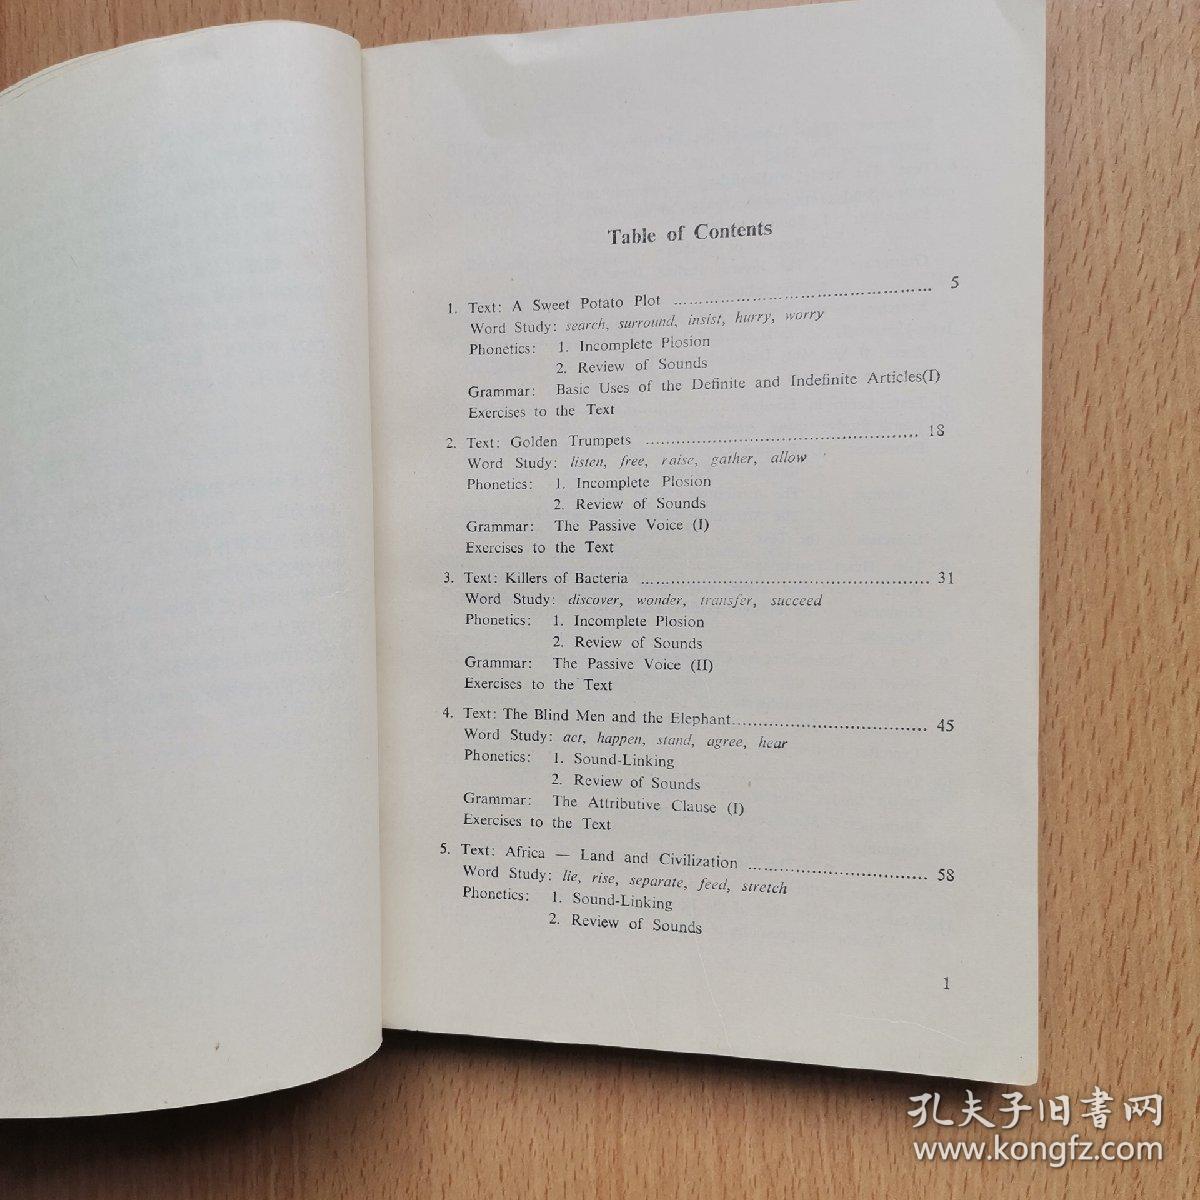 Table of Contents
1. Text: A Sweet Potato Plot ........................................ 5
Word Study: search, surround, insist, hurry, worry
Phonetics: 1. Incomplete Plosion
2. Review of Sounds
Grammar: Basic Uses of the Definite and Indefinite Articles(I)
Exercises to the Text
2. Text: Golden Trumpets ........................................ 18
Word Study: listen, free, raise, gather, allow
Phonetics: 1. Incomplete Plosion
2. Review of Sounds
Grammar: The Passive Voice (I)
Exercises to the Text
3. Text: Killers of Bacteria ........................................ 31
Word Study: discover, wonder, transfer, succeed
Phonetics: 1. Incomplete Plosion
2. Review of Sounds
Grammar: The Passive Voice (II)
Exercises to the Text
4. Text: The Blind Men and the Elephant........................................ 45
Word Study: act, happen, stand, agree, hear
Phonetics: 1. Sound-Linking
2. Review of Sounds
Grammar: The Attributive Clause (I)
Exercises to the Text
5. Text: Africa — Land and Civilization ........................................ 58
Word Study: lie, rise, separate, feed, stretch
Phonetics: 1. Sound-Linking
2. Review of Sounds
1
孔夫子旧书网
www.kongfz.com